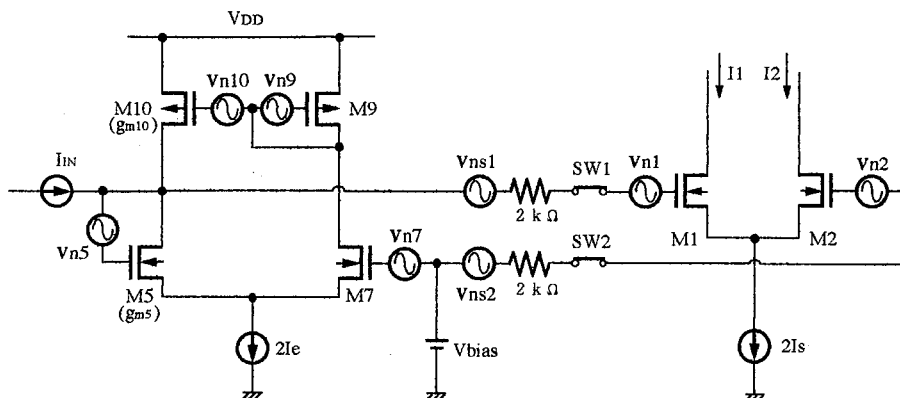 VDD
vn10
vn9
M10
(gm10)
M9
IIN
vn5
M5
(gm5)
M7
vn7
2Ie
Vbias
vns1
2 kΩ
SW1
vn1
vns2
2 kΩ
SW2
I1
I2
M1
M2
vn2
2Is